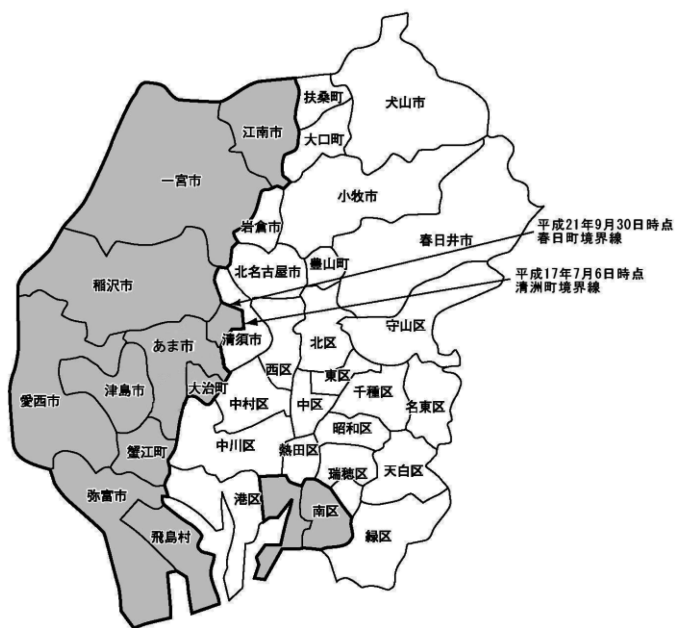 扶桑町
犬山市
江南市
大口町
一宮市
小牧市
岩倉市
平成21年9月30日時点
春日町境界線
春日井市
北名古屋市
豊山町
稲沢市
平成17年7月6日時点
清洲町境界線
清須市
守山区
あま市
北区
西区
東区
大治町
津島市
千種区
愛西市
中村区
中区
名東区
昭和区
中川区
熱田区
蟹江町
瑞穂区
天白区
弥富市
港区
南区
飛島村
緑区